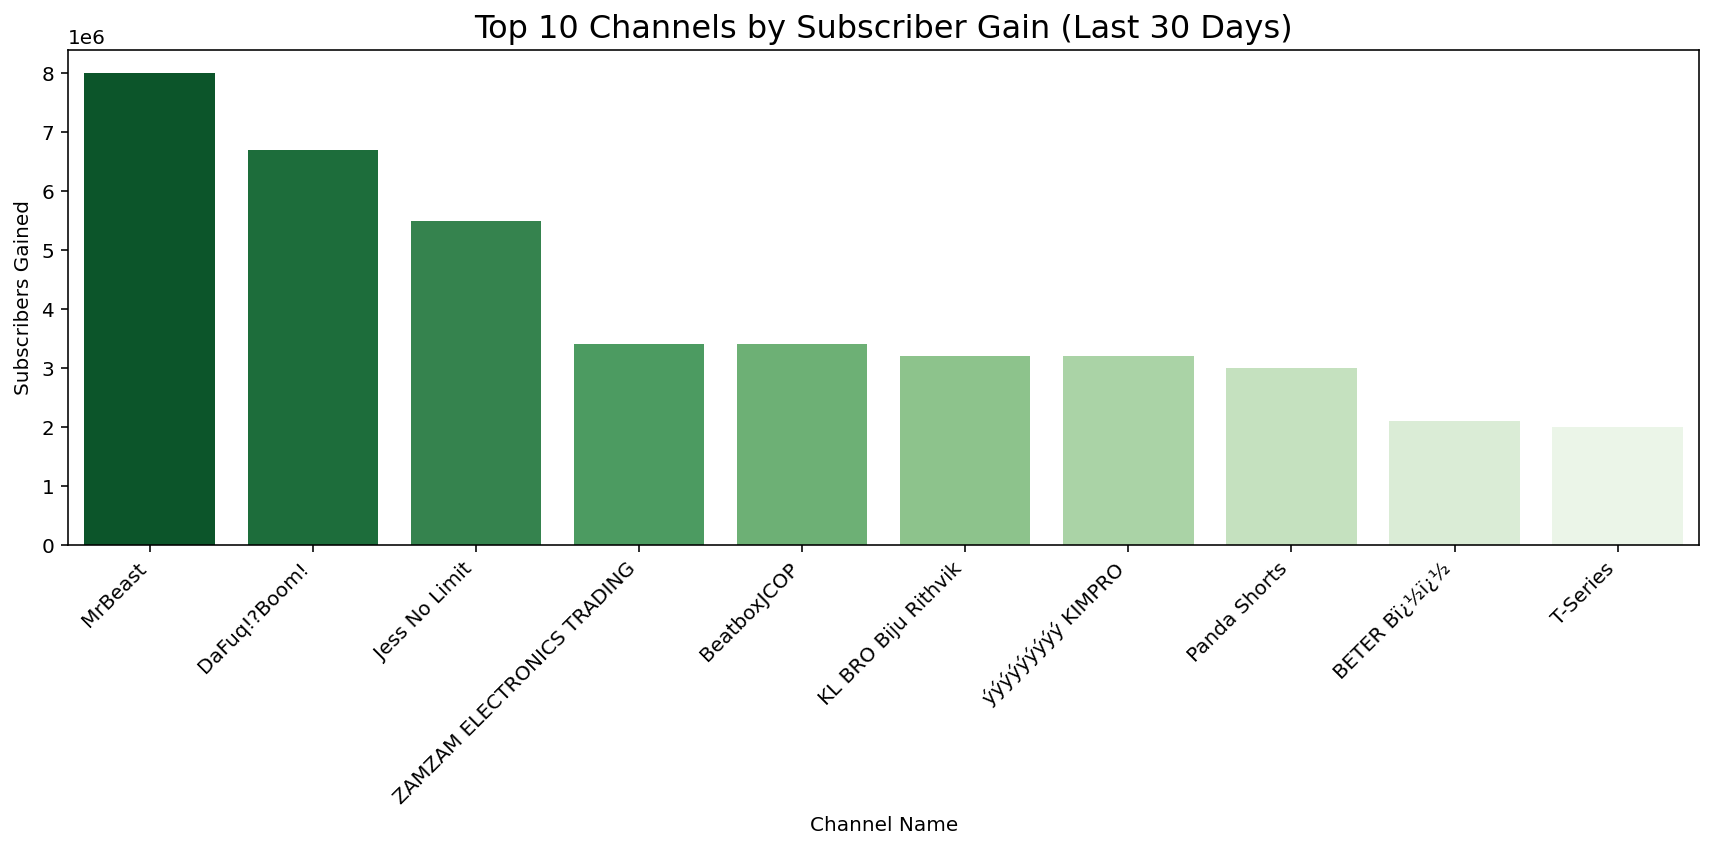 Top 10 Channels by Subscriber Gain (Last 30 Days)
1e6
8
7
6
5
4
3
2
1
0
Subscribers Gained
MrBeast
DaFuq!?Boom!
Jess No Limit
ZAMZAM ELECTRONICS TRADING
BeatboxJCOP
KL BRO Biju Rithvik
ýýýýýýýýý KIMPRO
Panda Shorts
BETER Bï¿½ï¿½
T-Series
Channel Name